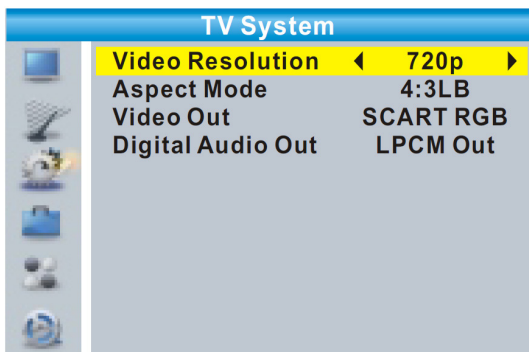 TV System
Video Resolution 720p
Aspect Mode 4:3LB
Video Out SCART RGB
Digital Audio Out LPCM Out